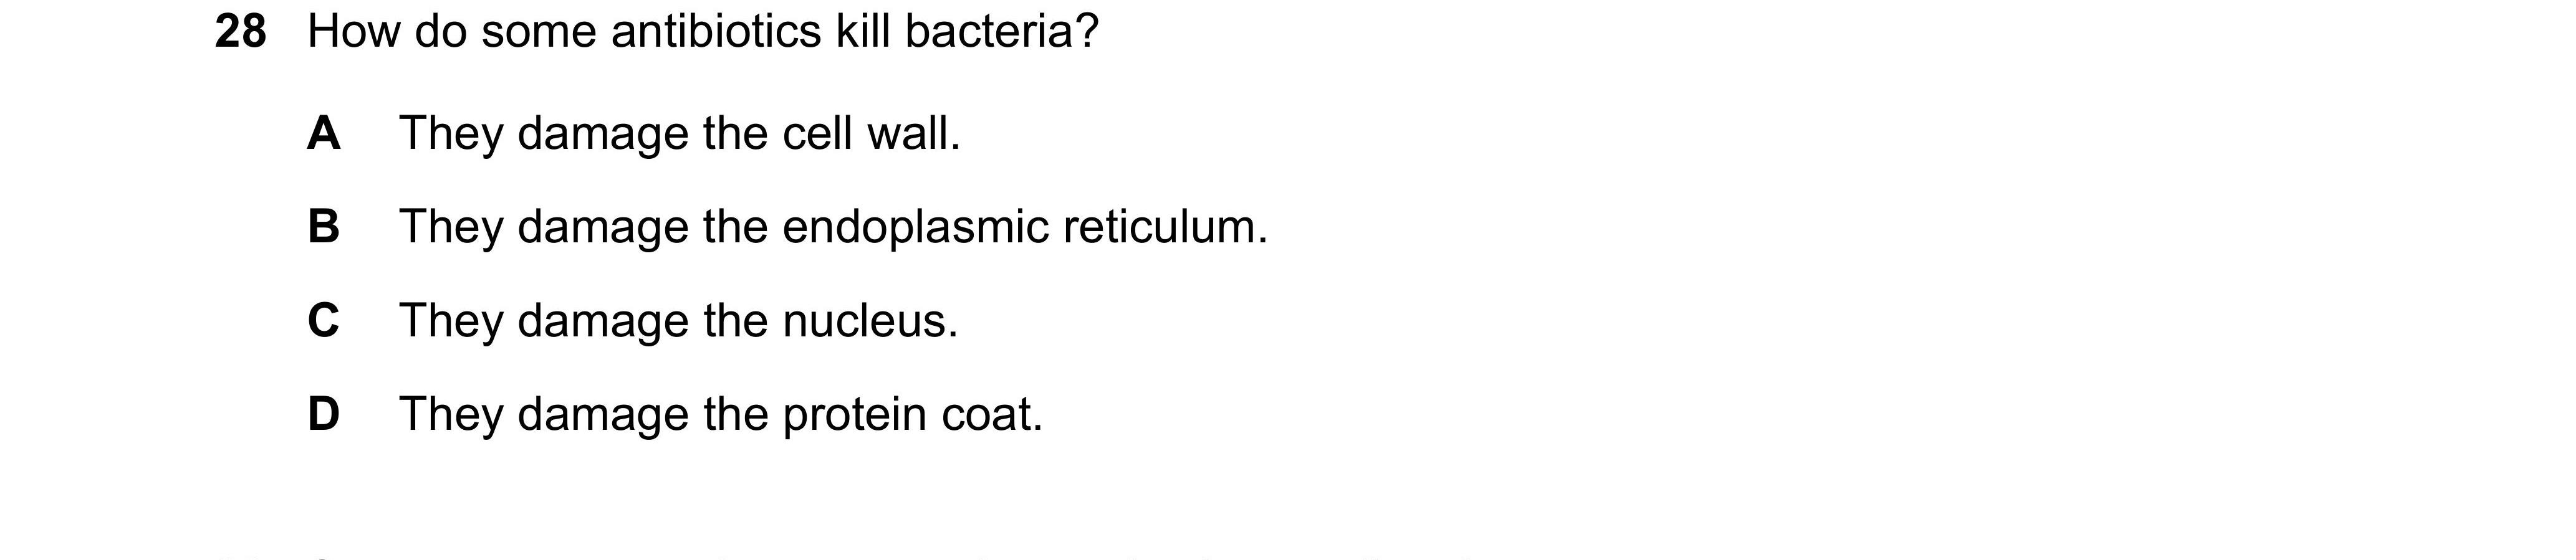 28 How do some antibiotics kill bacteria?
A They damage the cell wall.
B They damage the endoplasmic reticulum.
C They damage the nucleus.
D They damage the protein coat.